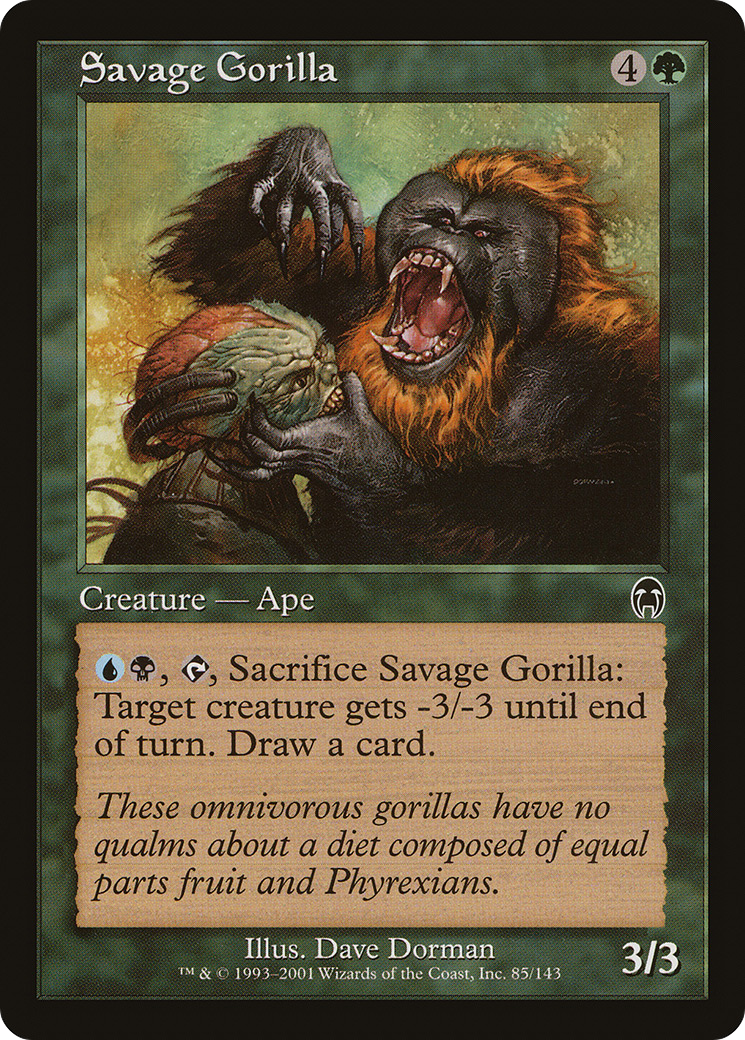 Savage Gorilla 4
Creature — Ape
, , Sacrifice Savage Gorilla:
Target creature gets -3/-3 until end
of turn. Draw a card.
These omnivorous gorillas have no
qualms about a diet composed of equal
parts fruit and Phyrexians.
Illus. Dave Dorman
™ & © 1993–2001 Wizards of the Coast, Inc. 85/143
3/3